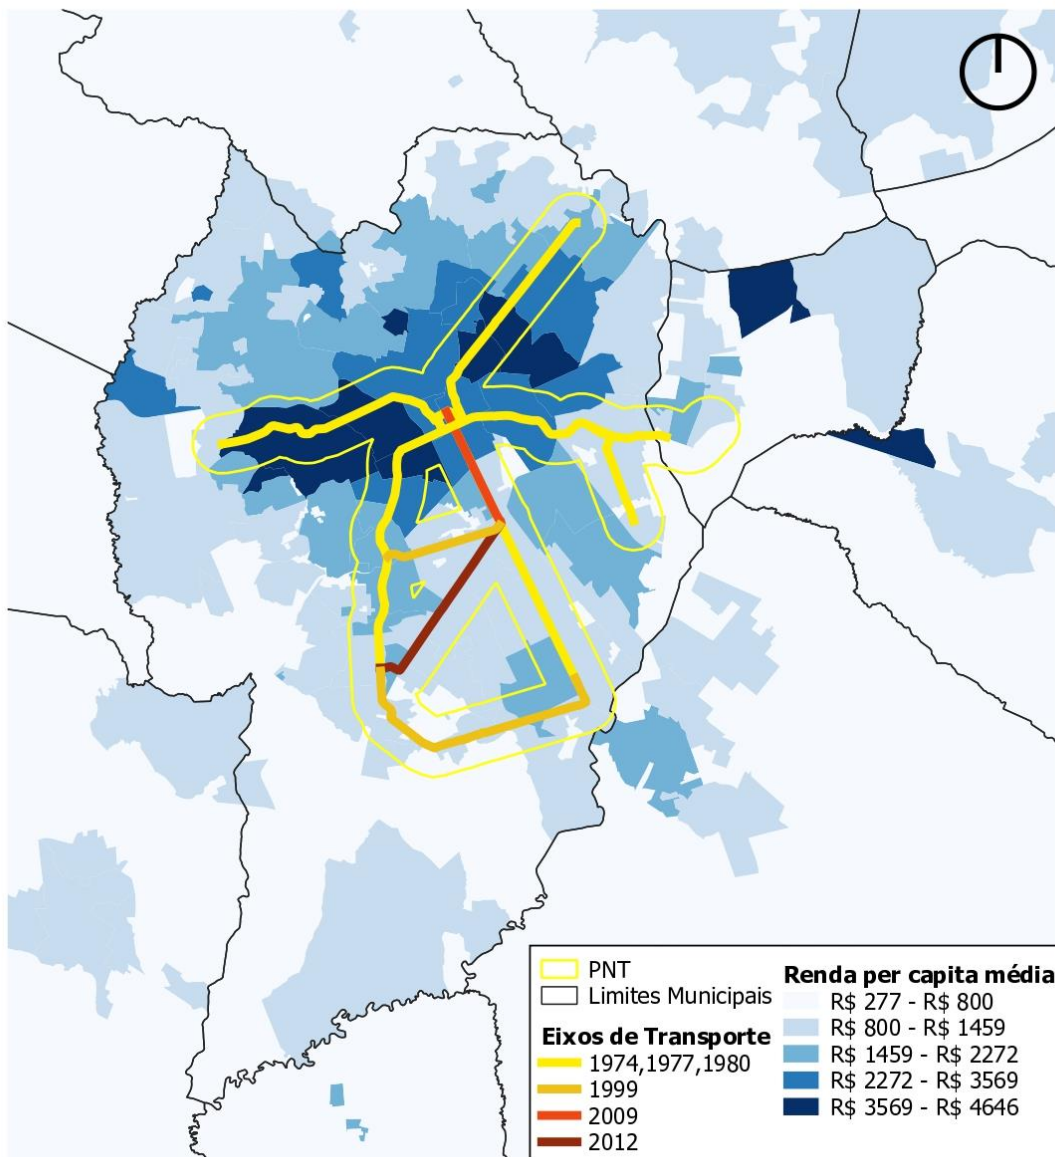 PNT
Limites Municipais
Eixos de Transporte
1974,1977,1980
1999
2009
2012
Renda per capita média
R$ 277 - R$ 800
R$ 800 - R$ 1459
R$ 1459 - R$ 2272
R$ 2272 - R$ 3569
R$ 3569 - R$ 4646